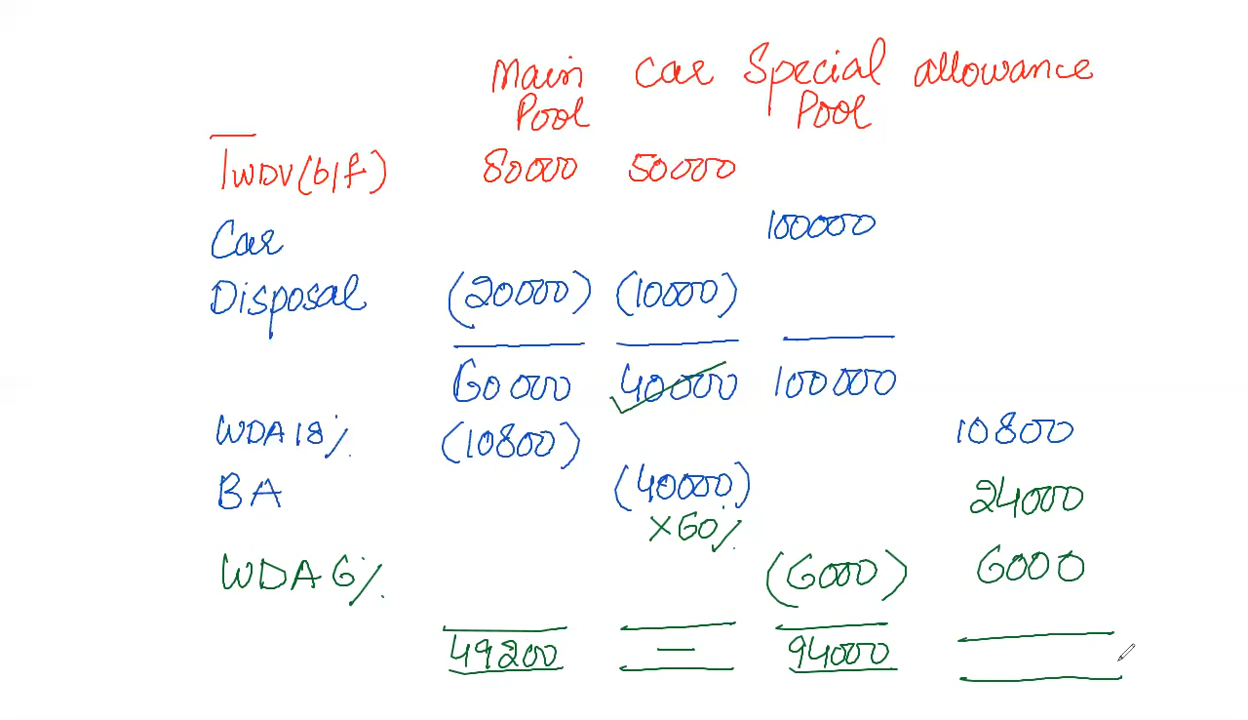 Main Car Special allowance
Pool Pool
TWDV(b/f) 80000 50000
Car 100000
Disposal (20000) (10000)
60000 40000 100000
WDA 18% (10800) 10800
BA (40000) 24000
×60%
WDA 6% (6000) 6000
49200 — 94000